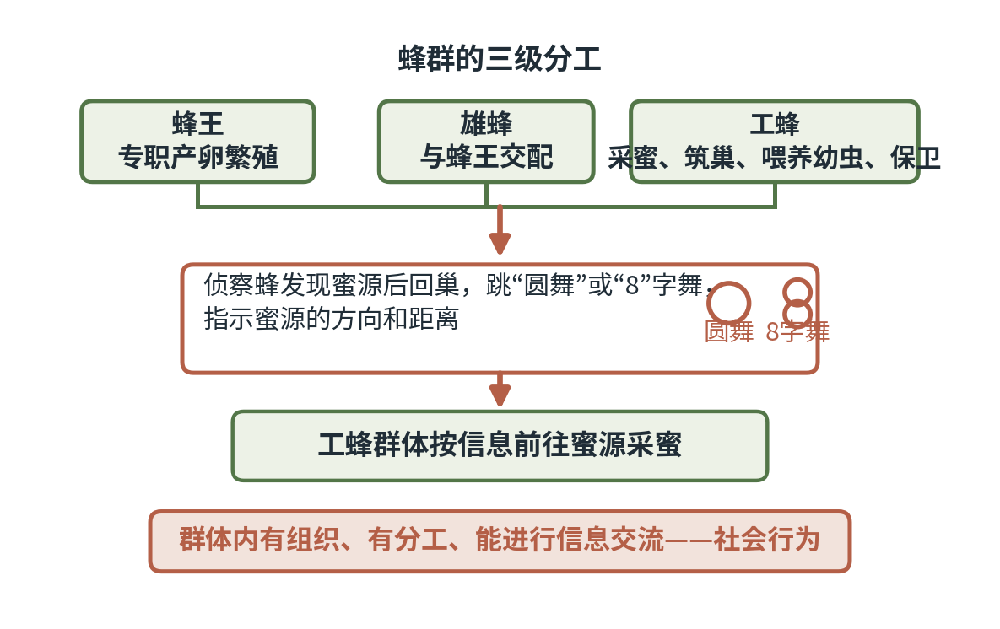 蜂群的三级分工
蜂王
专职产卵繁殖
雄蜂
与蜂王交配
工蜂
采蜜、筑巢、喂养幼虫、保卫
侦察蜂发现蜜源后回巢，跳“圆舞”或“8”字舞，
指示蜜源的方向和距离
圆舞
8字舞
工蜂群体按信息前往蜜源采蜜
群体内有组织、有分工、能进行信息交流——社会行为